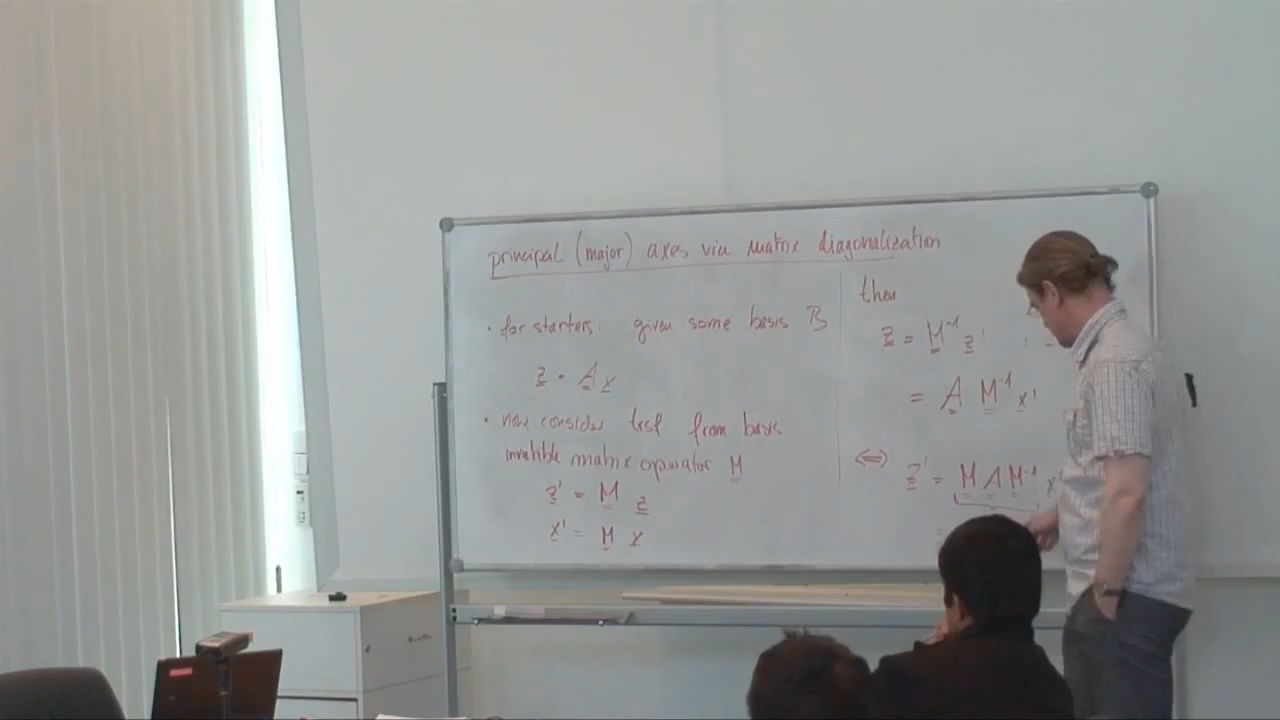 principal (major) axes via matrix diagonalization
• for starters: given some basis B
z = A x
• now consider trsf from basis
invertible matrix operator M
z' = M z
x' = M x
then
z = M⁻¹ z'
= A M⁻¹ x'
⇔ z' = M A M⁻¹ x'
=